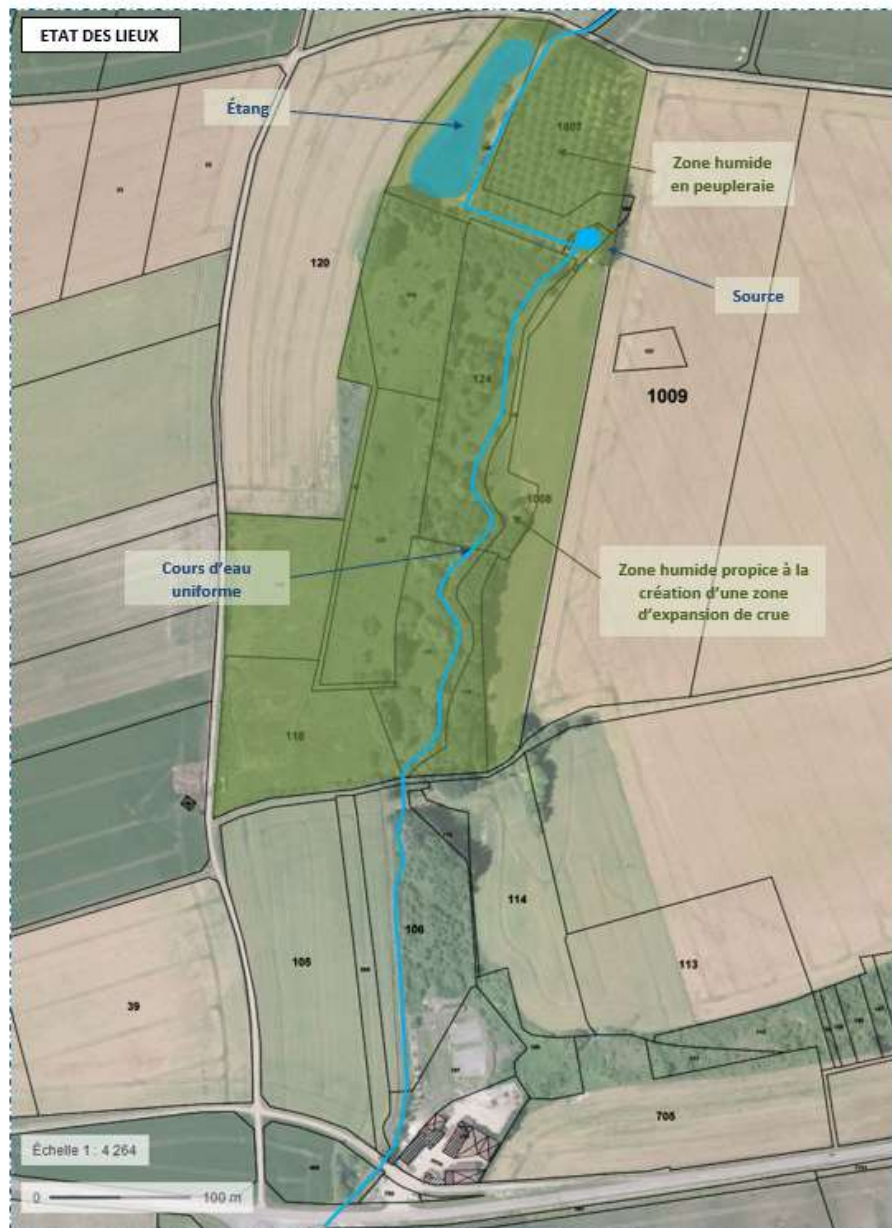 ETAT DES LIEUX
Étang
1007
Zone humide
en peupleraie
120
Source
124
1009
1008
Cours d’eau
uniforme
Zone humide propice à la
création d’une zone
d’expansion de crue
114
106
105
113
39
705
Échelle 1 : 4 264
0
100 m